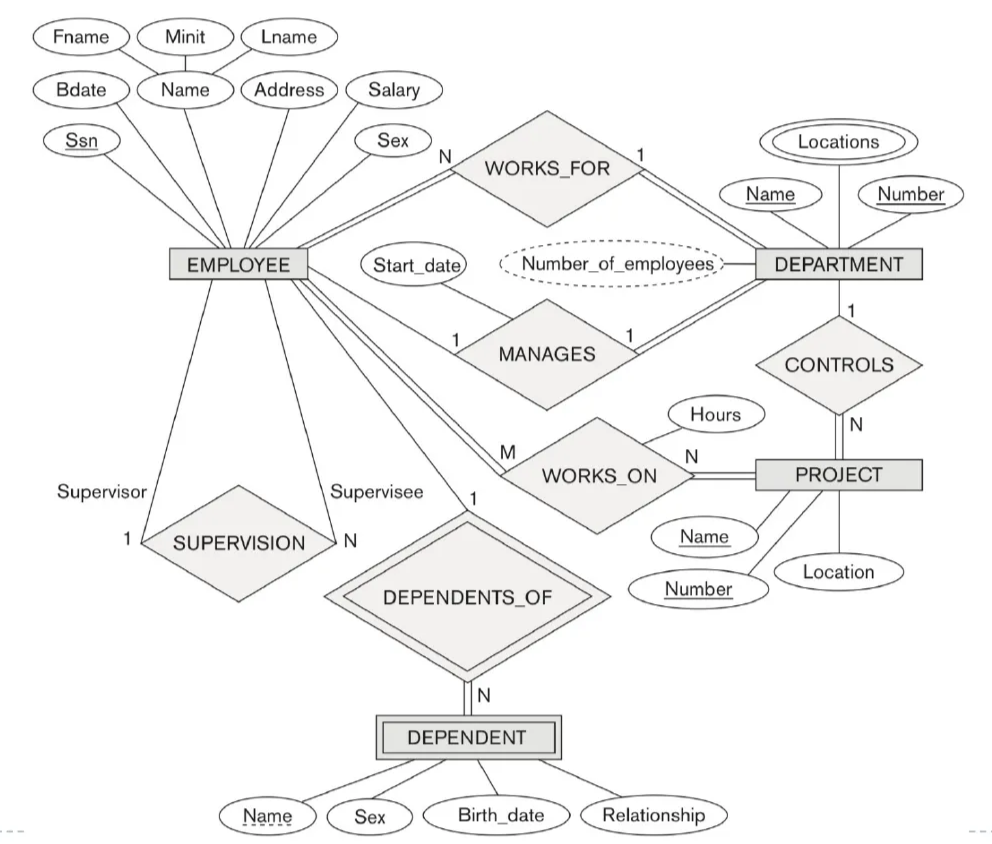 Fname Minit Lname
Bdate Name Address Salary
Ssn Sex
N WORKS_FOR 1
Locations
Name Number
EMPLOYEE Start_date Number_of_employees DEPARTMENT
1 MANAGES 1
1
CONTROLS
N
Hours
M WORKS_ON N PROJECT
Supervisor Supervisee 1
1 SUPERVISION N
Name
Number Location
DEPENDENTS_OF
N
DEPENDENT
Name Sex Birth_date Relationship